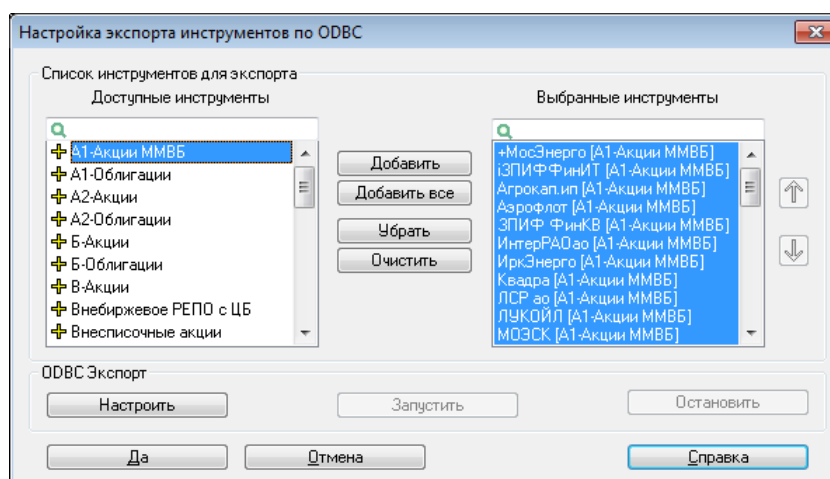 Настройка экспорта инструментов по ODBC
Список инструментов для экспорта
Доступные инструменты
Выбранные инструменты
А1-Акции ММВБ
А1-Облигации
А2-Акции
А2-Облигации
Б-Акции
Б-Облигации
В-Акции
Внебиржевое РЕПО с ЦБ
Внесписочные акции
Добавить
Добавить все
Убрать
Очистить
+МосЭнерго [А1-Акции ММВБ]
iЗПИФФинИТ [А1-Акции ММВБ]
Агрокап.ип [А1-Акции ММВБ]
Аэрофлот [А1-Акции ММВБ]
ЗПИФ ФинКВ [А1-Акции ММВБ]
ИнтерРАОао [А1-Акции ММВБ]
ИркЭнерго [А1-Акции ММВБ]
Квадра [А1-Акции ММВБ]
ЛСР ао [А1-Акции ММВБ]
ЛУКОЙЛ [А1-Акции ММВБ]
МОЭСК [А1-Акции ММВБ]
ODBC Экспорт
Настроить
Запустить
Остановить
Да
Отмена
Справка